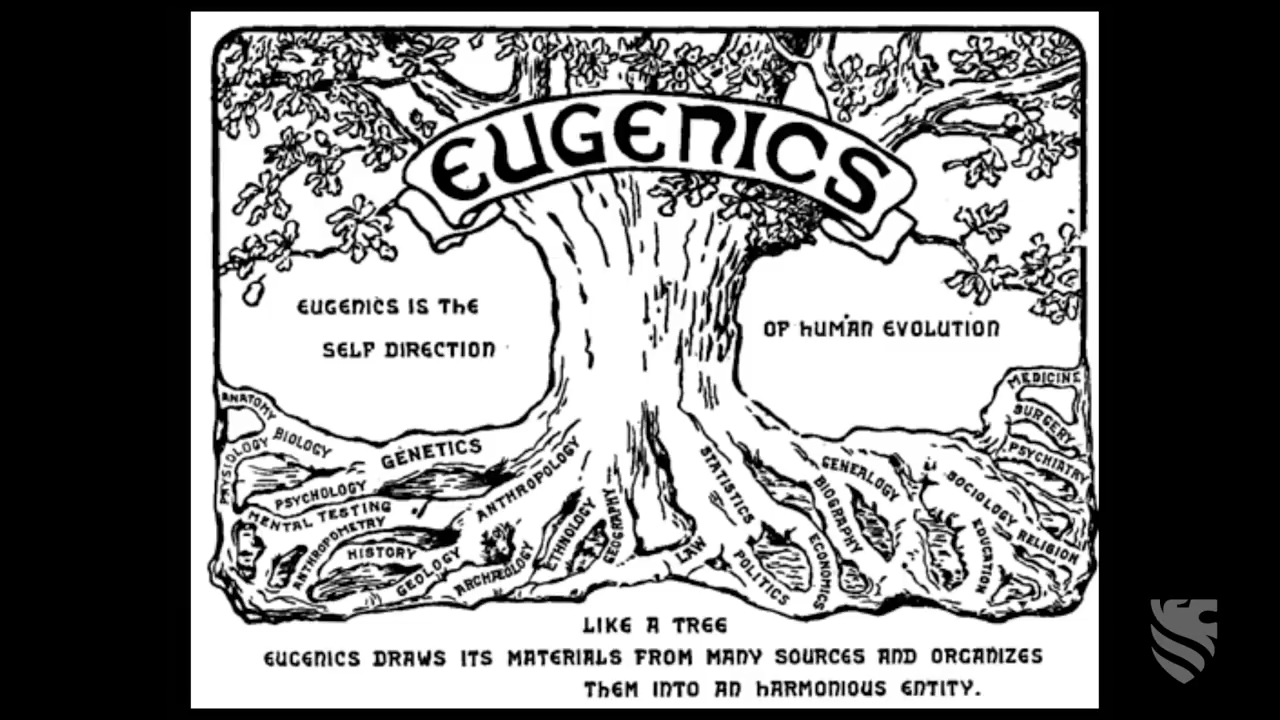 EUGENICS
EUGENICS IS THE
SELF DIRECTION
OF HUMAN EVOLUTION
ANATOMY
BIOLOGY
PHYSIOLOGY
GENETICS
PSYCHOLOGY
MENTAL TESTING
ANTHROPOMETRY
HISTORY
GEOLOGY
ANTHROPOLOGY
ARCHÆOLOGY
ETHNOLOGY
GEOGRAPHY
LAW
STATISTICS
POLITICS
ECONOMICS
BIOGRAPHY
GENEALOGY
SOCIOLOGY
EDUCATION
RELIGION
PSYCHIATRY
SURGERY
MEDICINE
LIKE A TREE
EUGENICS DRAWS ITS MATERIALS FROM MANY SOURCES AND ORGANIZES
THEM INTO AN HARMONIOUS ENTITY.